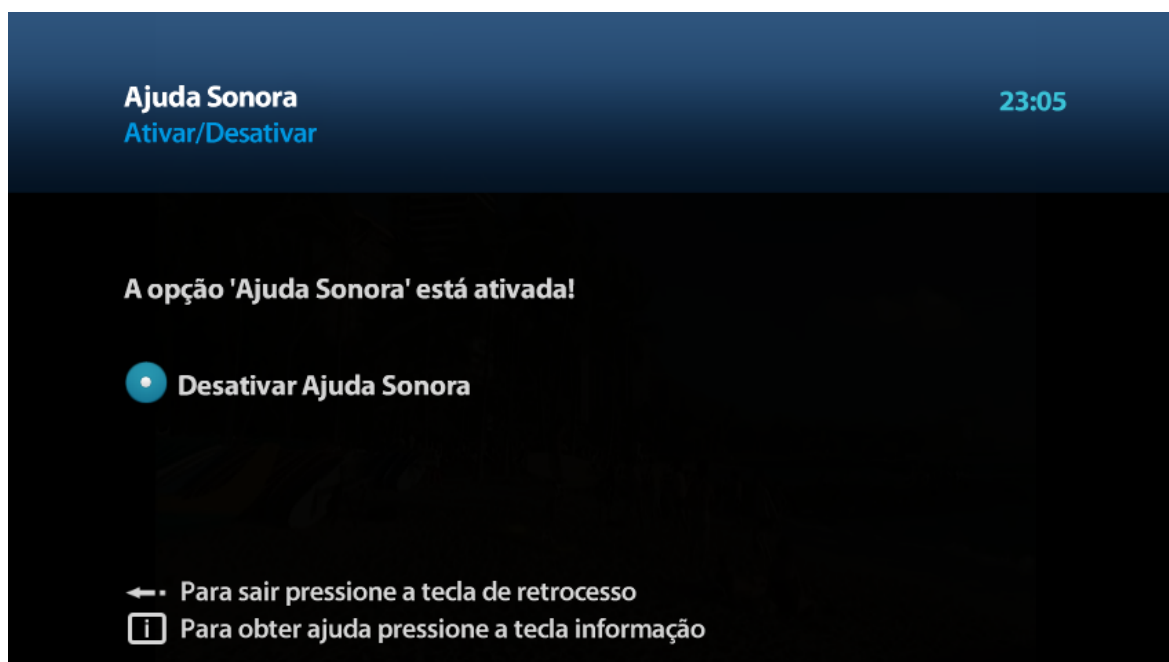 Ajuda Sonora
23:05
Ativar/Desativar
A opção 'Ajuda Sonora' está ativada!
Desativar Ajuda Sonora
Para sair pressione a tecla de retrocesso
i Para obter ajuda pressione a tecla informação